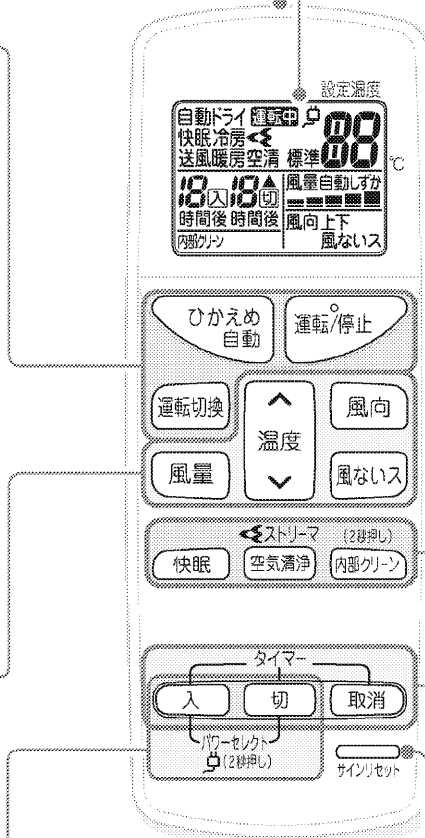 設定温度
自動ドライ 運転中
快眠冷房
送風暖房空清 標準 88 ℃
18入 18切 風量自動しずか
時間後 時間後 風向上下
内部クリーン 風ないス
ひかえめ
自動
運転/停止
運転切換
温度
風向
風量
風ないス
ストリーマ (2秒押し)
快眠 空気清浄 内部クリーン
タイマー
入 切 取消
パワーセレクト
(2秒押し)
サインリセット